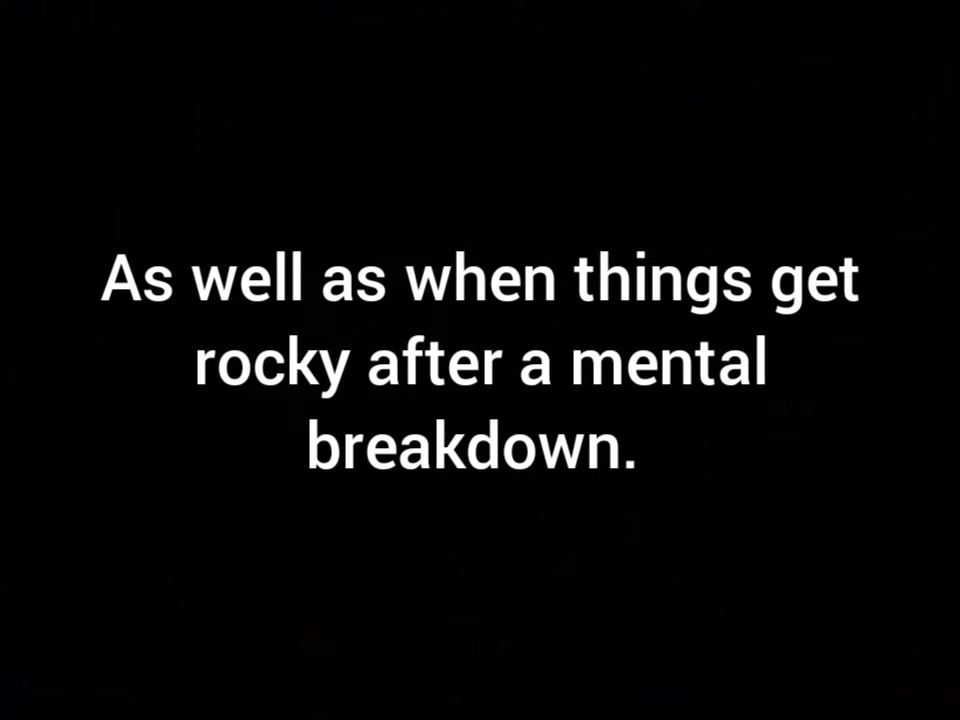 As well as when things get
rocky after a mental
breakdown.